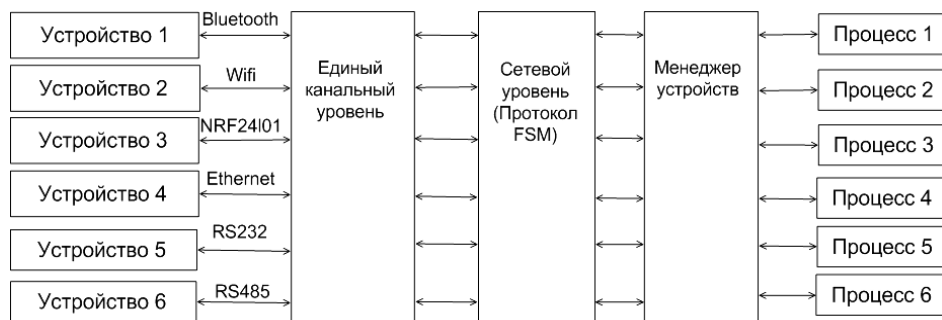 Устройство 1
Bluetooth
Устройство 2
Wifi
Устройство 3
NRF24l01
Устройство 4
Ethernet
Устройство 5
RS232
Устройство 6
RS485
Единый
канальный
уровень
Сетевой
уровень
(Протокол
FSM)
Менеджер
устройств
Процесс 1
Процесс 2
Процесс 3
Процесс 4
Процесс 5
Процесс 6